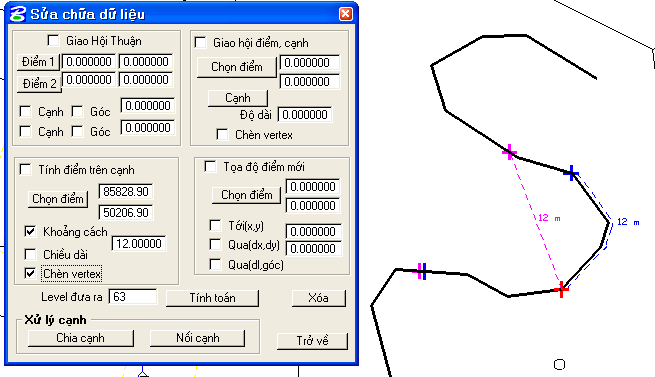 Sửa chữa dữ liệu
Giao Hội Thuận
Điểm 1 0.000000 0.000000
Điểm 2 0.000000 0.000000
Cạnh Góc 0.000000
Cạnh Góc 0.000000
Giao hội điểm, cạnh
Chọn điểm 0.000000
0.000000
Cạnh
Độ dài 0.000000
Chèn vertex
Tính điểm trên cạnh
Chọn điểm 85828.90
50206.90
Khoảng cách 12.00000
Chiều dài
Chèn vertex
Tọa độ điểm mới
Chọn điểm 0.000000
0.000000
Tới(x,y) 0.000000
Qua(dx,dy) 0.000000
Qua(dl,góc)
Level đưa ra 63 Tính toán Xóa
Xử lý cạnh
Chia cạnh Nối cạnh Trở về
12 m
12 m